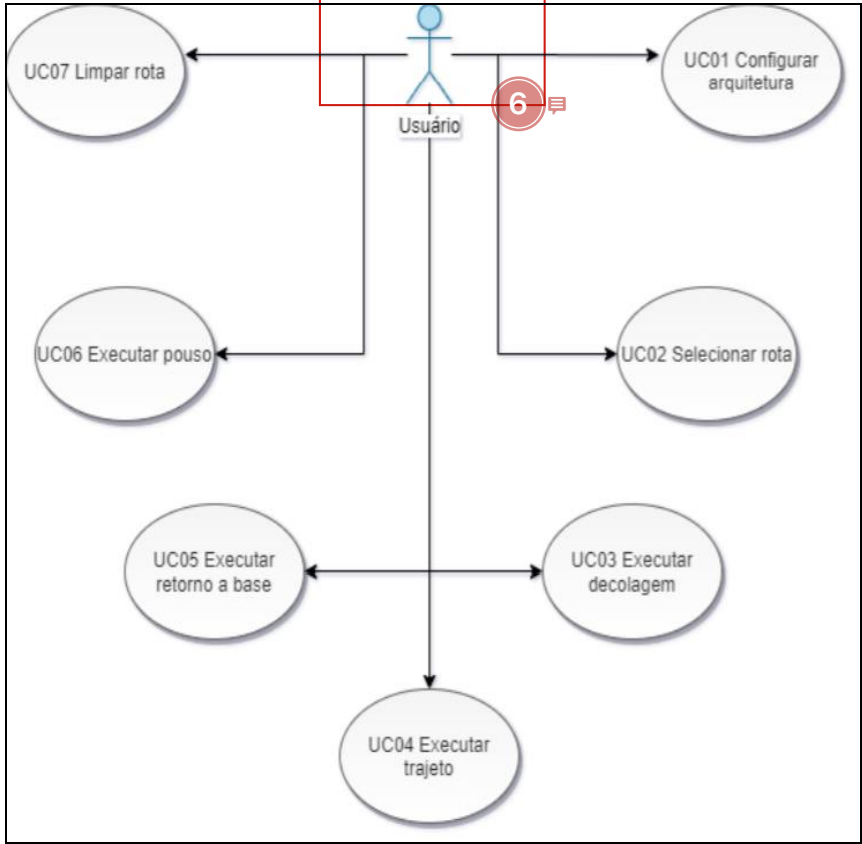 UC07 Limpar rota
UC01 Configurar
arquitetura
6
Usuário
UC06 Executar pouso
UC02 Selecionar rota
UC05 Executar
retorno a base
UC03 Executar
decolagem
UC04 Executar
trajeto